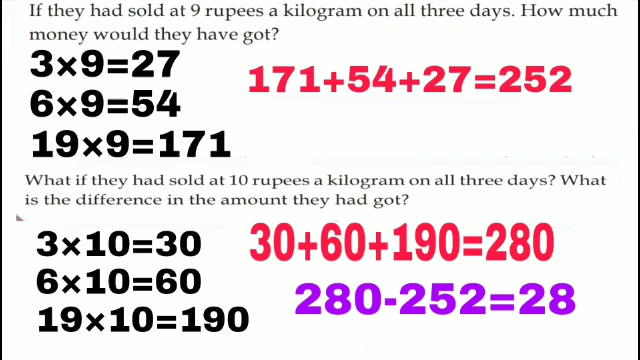 If they had sold at 9 rupees a kilogram on all three days. How much
money would they have got?
3×9=27
6×9=54
19×9=171
171+54+27=252
What if they had sold at 10 rupees a kilogram on all three days? What
is the difference in the amount they had got?
3×10=30
6×10=60
19×10=190
30+60+190=280
280-252=28